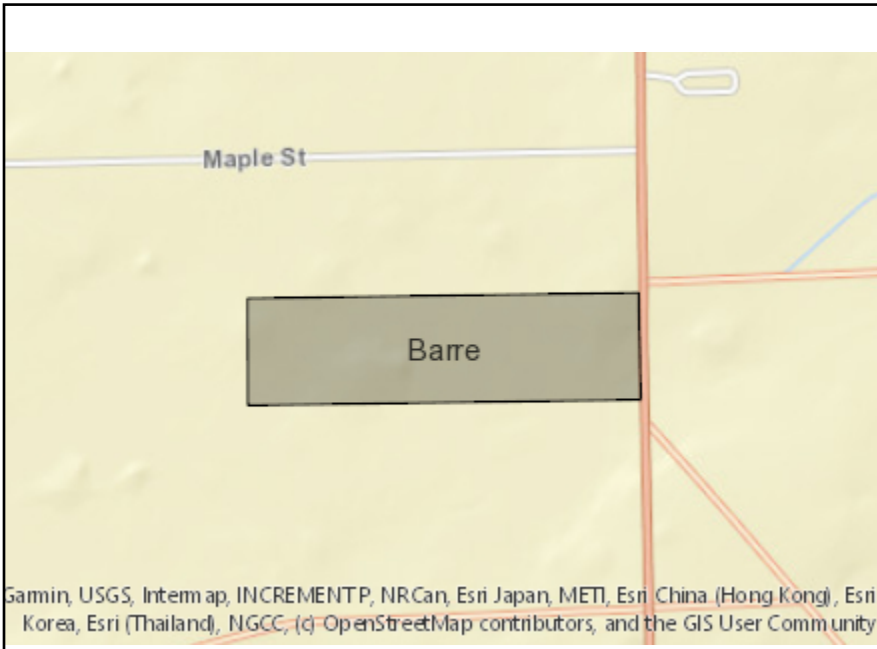 Maple St
Barre
Garmin, USGS, Intermap, INCREMENT P, NRCan, Esri Japan, METI, Esri China (Hong Kong), Esri
Korea, Esri (Thailand), NGCC, (c) OpenStreetMap contributors, and the GIS User Community